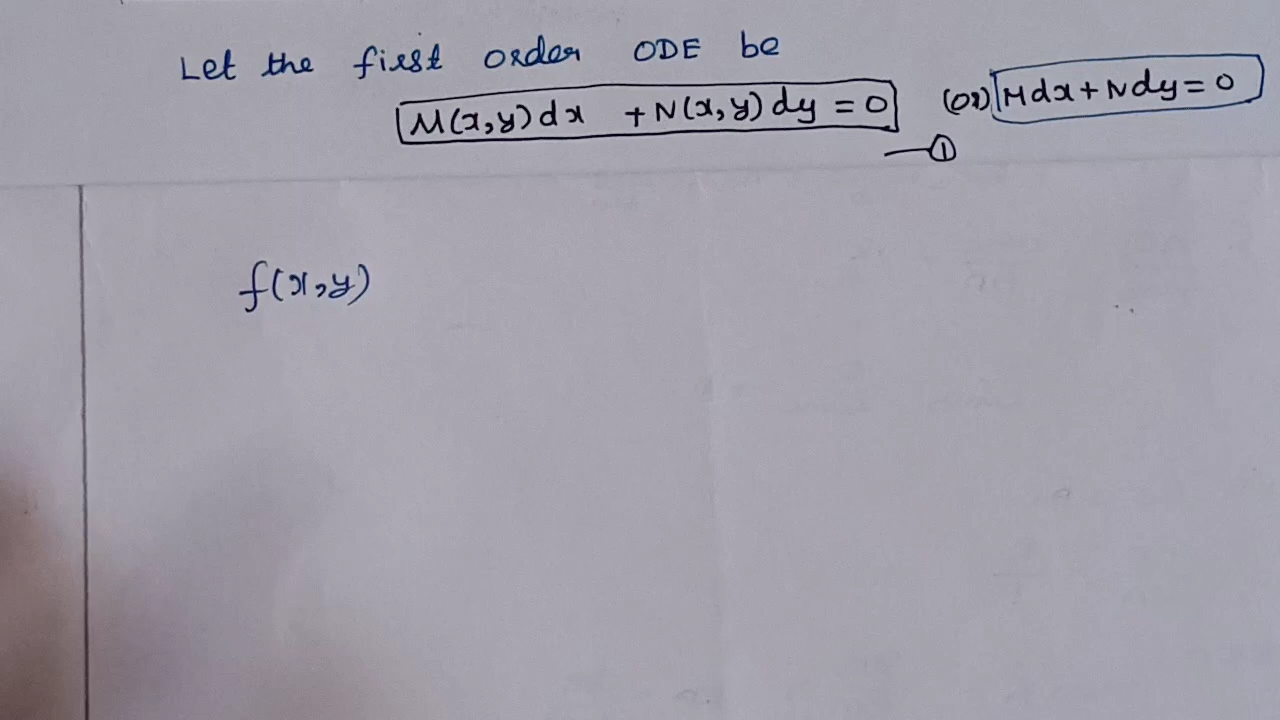 Let the first order ODE be
M(x,y)dx + N(x,y)dy = 0 (or) Mdx + Ndy = 0
—①
f(x,y)